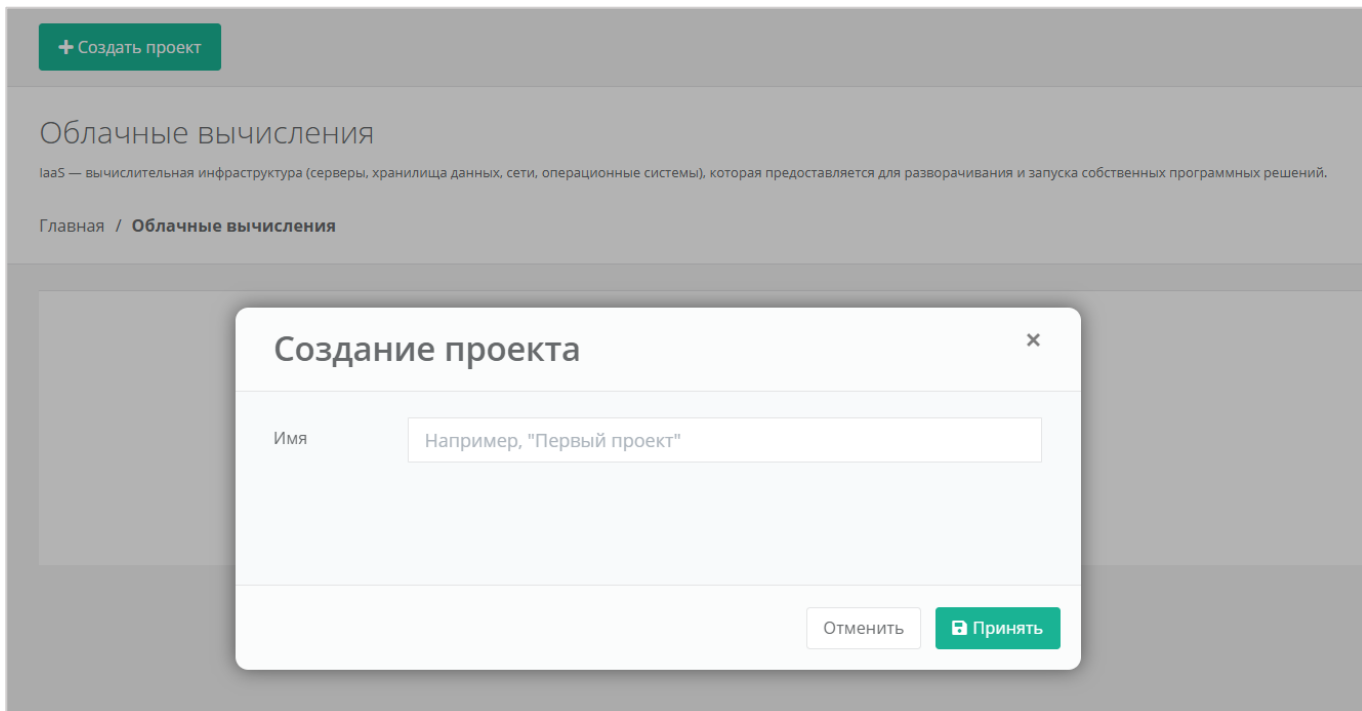 Создать проект
Облачные вычисления
IaaS — вычислительная инфраструктура (серверы, хранилища данных, сети, операционные системы), которая предоставляется для разворачивания и запуска собственных программных решений.
Главная / Облачные вычисления
Создание проекта
×
Имя
Например, "Первый проект"
Отменить
Принять